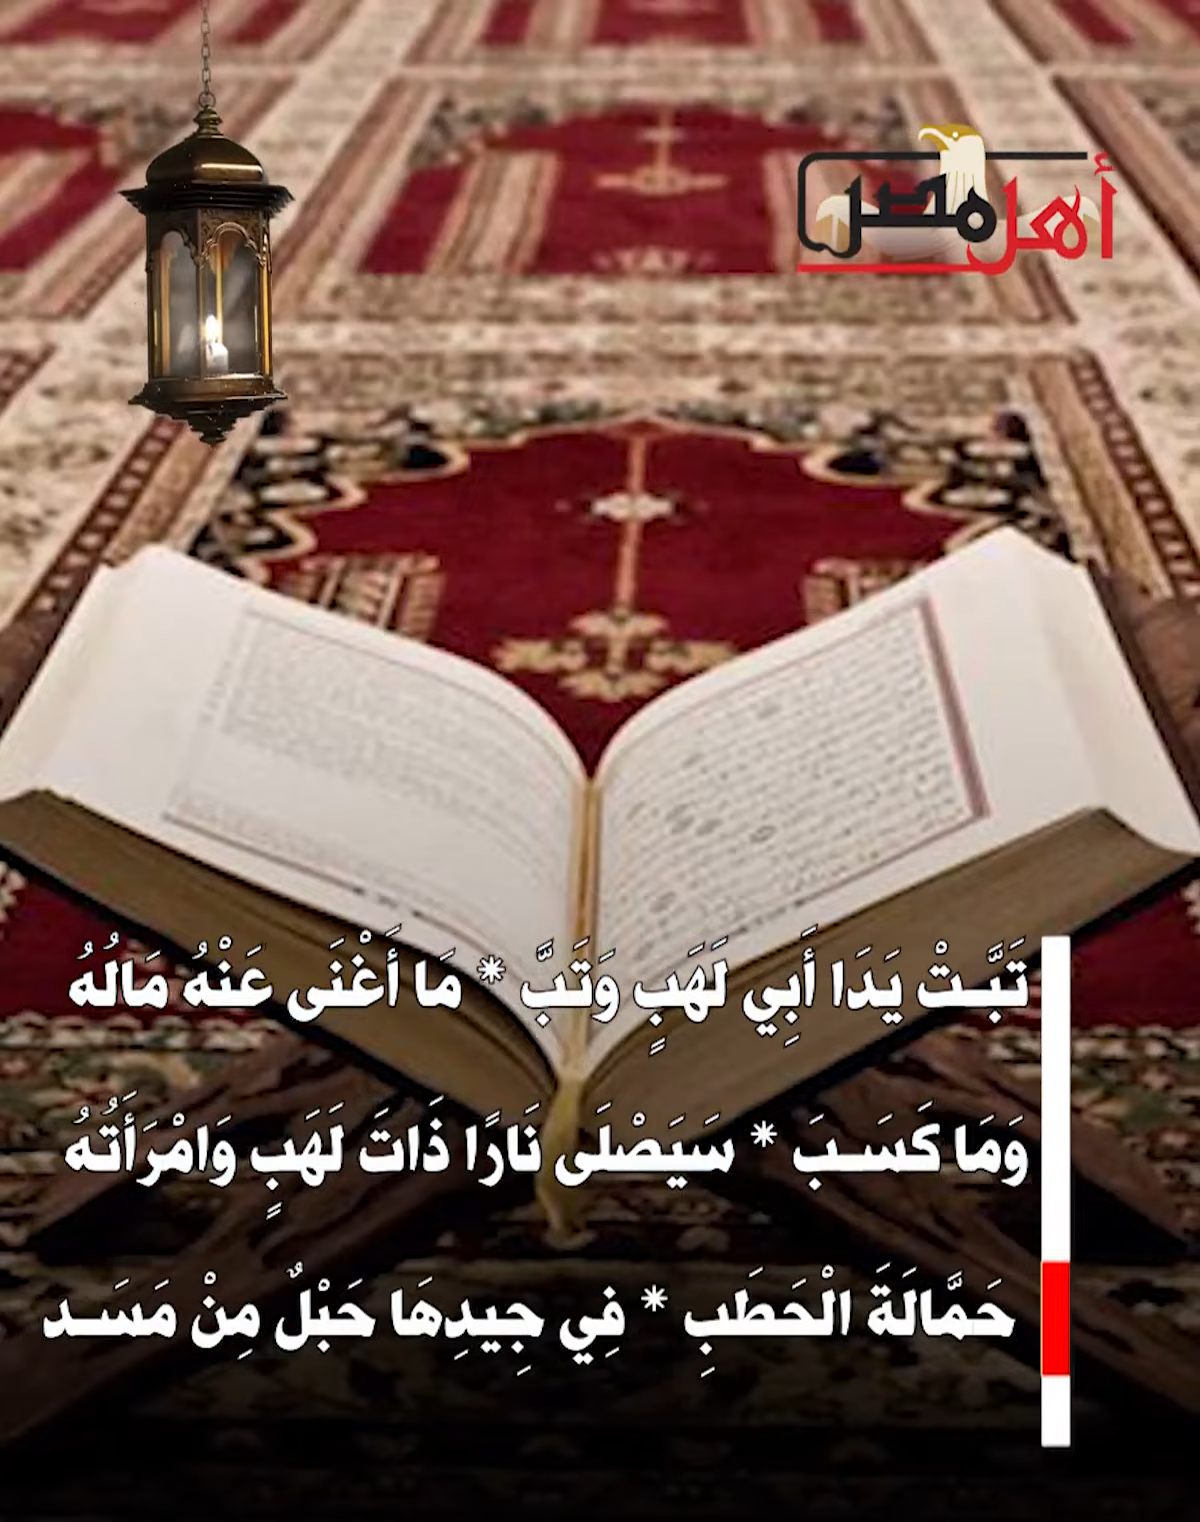 أهل مصر
تَبَّتْ يَدَا أَبِي لَهَبٍ وَتَبَّ * مَا أَغْنَى عَنْهُ مَالُهُ
وَمَا كَسَبَ * سَيَصْلَى نَارًا ذَاتَ لَهَبٍ وَامْرَأَتُهُ
حَمَّالَةَ الْحَطَبِ * فِي جِيدِهَا حَبْلٌ مِنْ مَسَد